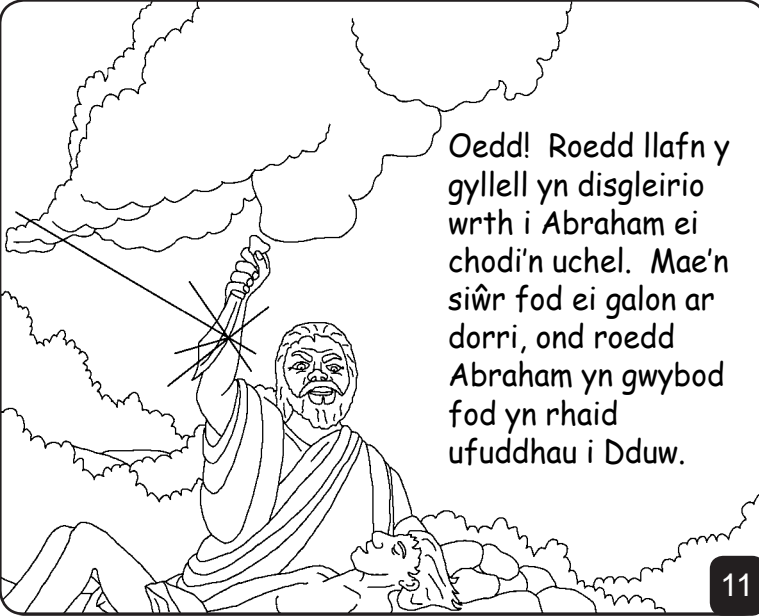 Oedd!  Roedd llafn y
gyllell yn disgleirio
wrth i Abraham ei
chodi'n uchel.  Mae'n
siŵr fod ei galon ar
dorri, ond roedd
Abraham yn gwybod
fod yn rhaid
ufuddhau i Dduw.
11